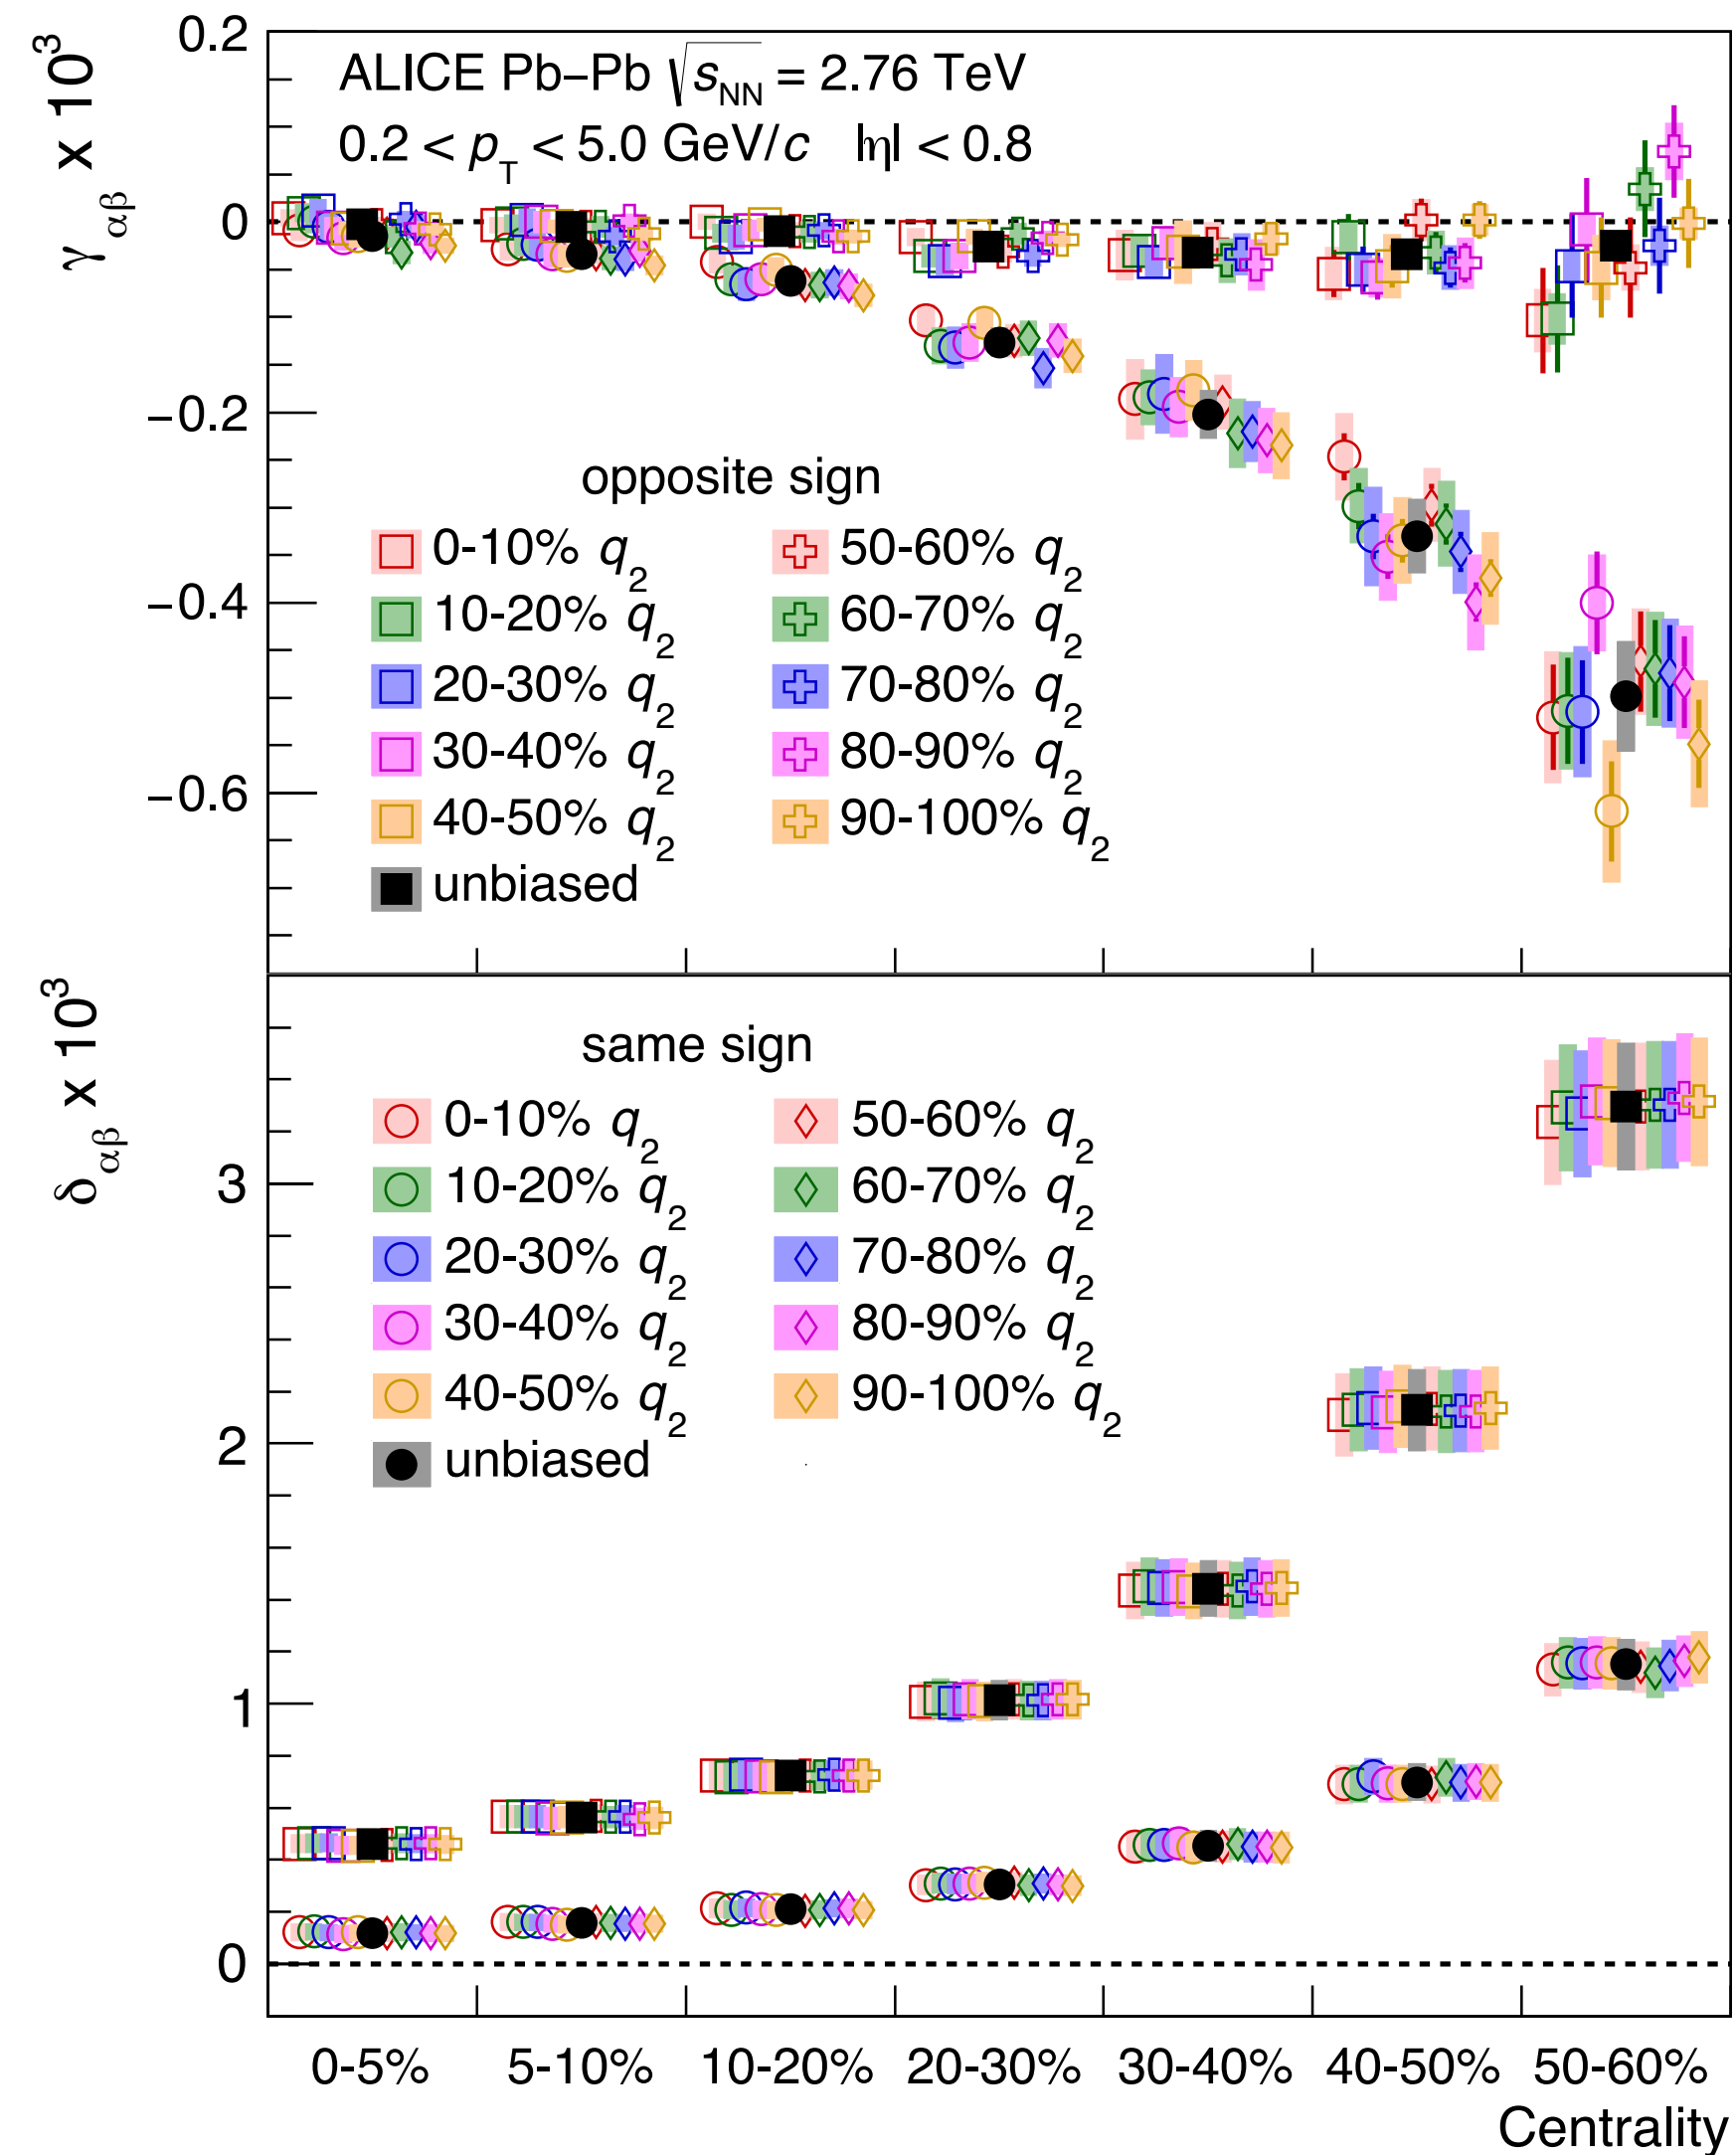 0.2
ALICE Pb–Pb √s_NN = 2.76 TeV
0.2 < p_T < 5.0 GeV/c |η| < 0.8
γ_αβ x 10³
0
−0.2
−0.4
−0.6
opposite sign
0-10% q₂
50-60% q₂
10-20% q₂
60-70% q₂
20-30% q₂
70-80% q₂
30-40% q₂
80-90% q₂
40-50% q₂
90-100% q₂
unbiased
δ_αβ x 10³
3
2
1
0
same sign
0-10% q₂
50-60% q₂
10-20% q₂
60-70% q₂
20-30% q₂
70-80% q₂
30-40% q₂
80-90% q₂
40-50% q₂
90-100% q₂
unbiased
0-5% 5-10% 10-20% 20-30% 30-40% 40-50% 50-60%
Centrality